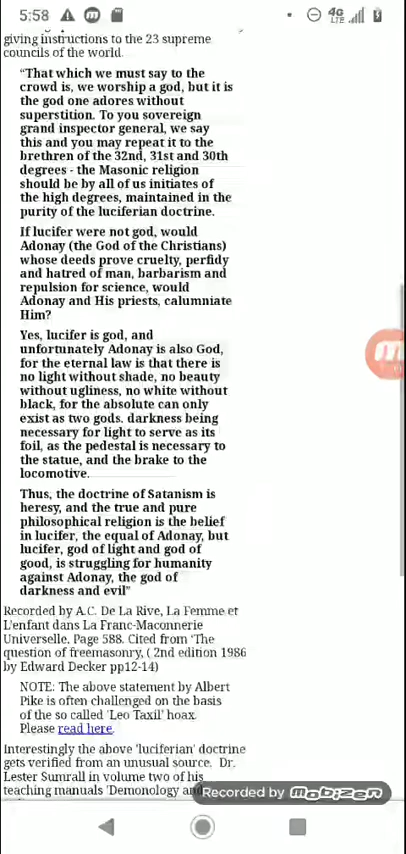 5:58
4G
LTE
giving instructions to the 23 supreme
councils of the world.
"That which we must say to the
crowd is, we worship a god, but it is
the god one adores without
superstition. To you sovereign
grand inspector general, we say
this and you may repeat it to the
brethren of the 32nd, 31st and 30th
degrees - the Masonic religion
should be by all of us initiates of
the high degrees, maintained in the
purity of the luciferian doctrine.
If lucifer were not god, would
Adonay (the God of the Christians)
whose deeds prove cruelty, perfidy
and hatred of man, barbarism and
repulsion for science, would
Adonay and His priests, calumniate
Him?
Yes, lucifer is god, and
unfortunately Adonay is also God,
for the eternal law is that there is
no light without shade, no beauty
without ugliness, no white without
black, for the absolute can only
exist as two gods. darkness being
necessary for light to serve as its
foil, as the pedestal is necessary to
the statue, and the brake to the
locomotive.
Thus, the doctrine of Satanism is
heresy, and the true and pure
philosophical religion is the belief
in lucifer, the equal of Adonay, but
lucifer, god of light and god of
good, is struggling for humanity
against Adonay, the god of
darkness and evil"
Recorded by A.C. De La Rive, La Femme et
L'enfant dans La Franc-Maconnerie
Universelle, Page 588. Cited from 'The
question of freemasonry, ( 2nd edition 1986
by Edward Decker pp12-14)
NOTE: The above statement by Albert
Pike is often challenged on the basis
of the so called 'Leo Taxil' hoax.
Please read here.
Interestingly the above 'luciferian' doctrine
gets verified from an unusual source. Dr.
Lester Sumrall in volume two of his
teaching manuals 'Demonology and
Recorded by mobizen